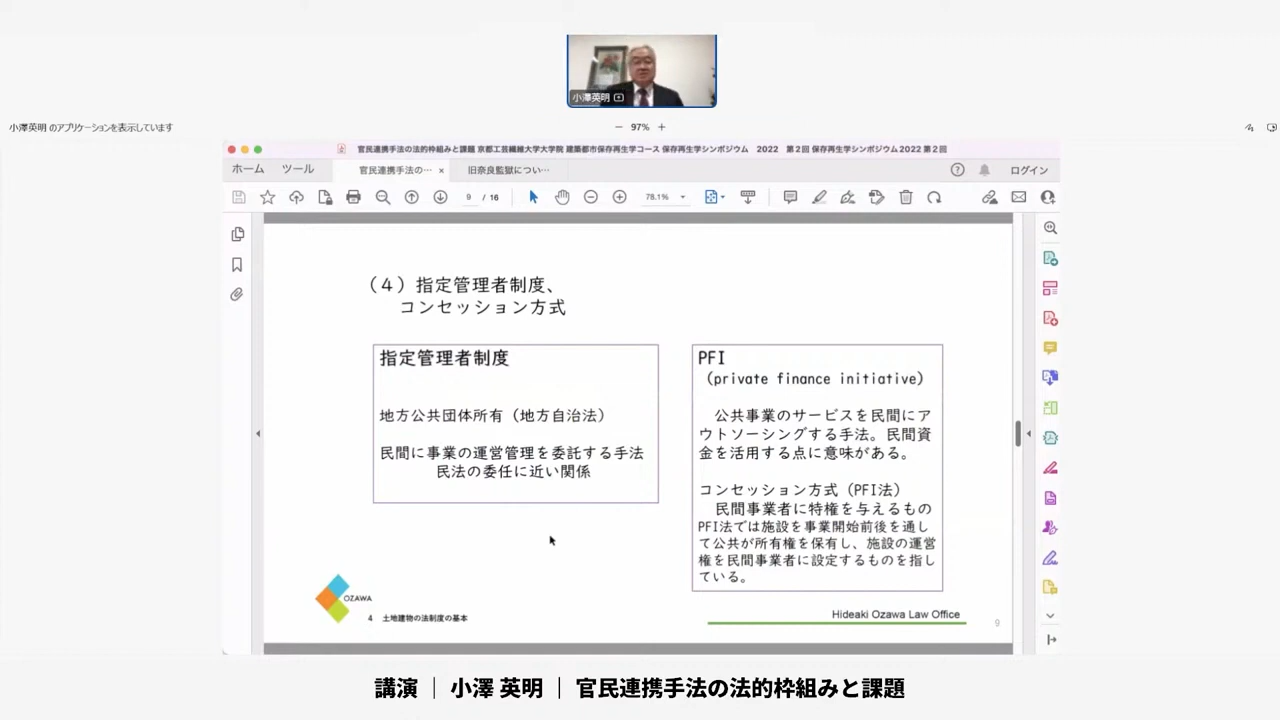 小澤英明
小澤英明 のアプリケーションを表示しています
97%
官民連携手法の法的枠組みと課題 京都工芸繊維大学大学院 建築都市保存再生学コース 保存再生学シンポジウム 2022 第2回 保存再生学シンポジウム2022 第2回
ホーム ツール 官民連携手法の… × 旧奈良監獄につい… ログイン
9 / 16 78.1%
（４）指定管理者制度、
コンセッション方式
指定管理者制度
地方公共団体所有（地方自治法）
民間に事業の運営管理を委託する手法
民法の委任に近い関係
PFI
（private finance initiative）
公共事業のサービスを民間にア
ウトソーシングする手法。民間資
金を活用する点に意味がある。
コンセッション方式（PFI法）
民間事業者に特権を与えるもの
PFI法では施設を事業開始前後を通し
て公共が所有権を保有し、施設の運営
権を民間事業者に設定するものを指し
ている。
OZAWA
4 土地建物の法制度の基本
Hideaki Ozawa Law Office
9
講演 ｜ 小澤 英明 ｜ 官民連携手法の法的枠組みと課題